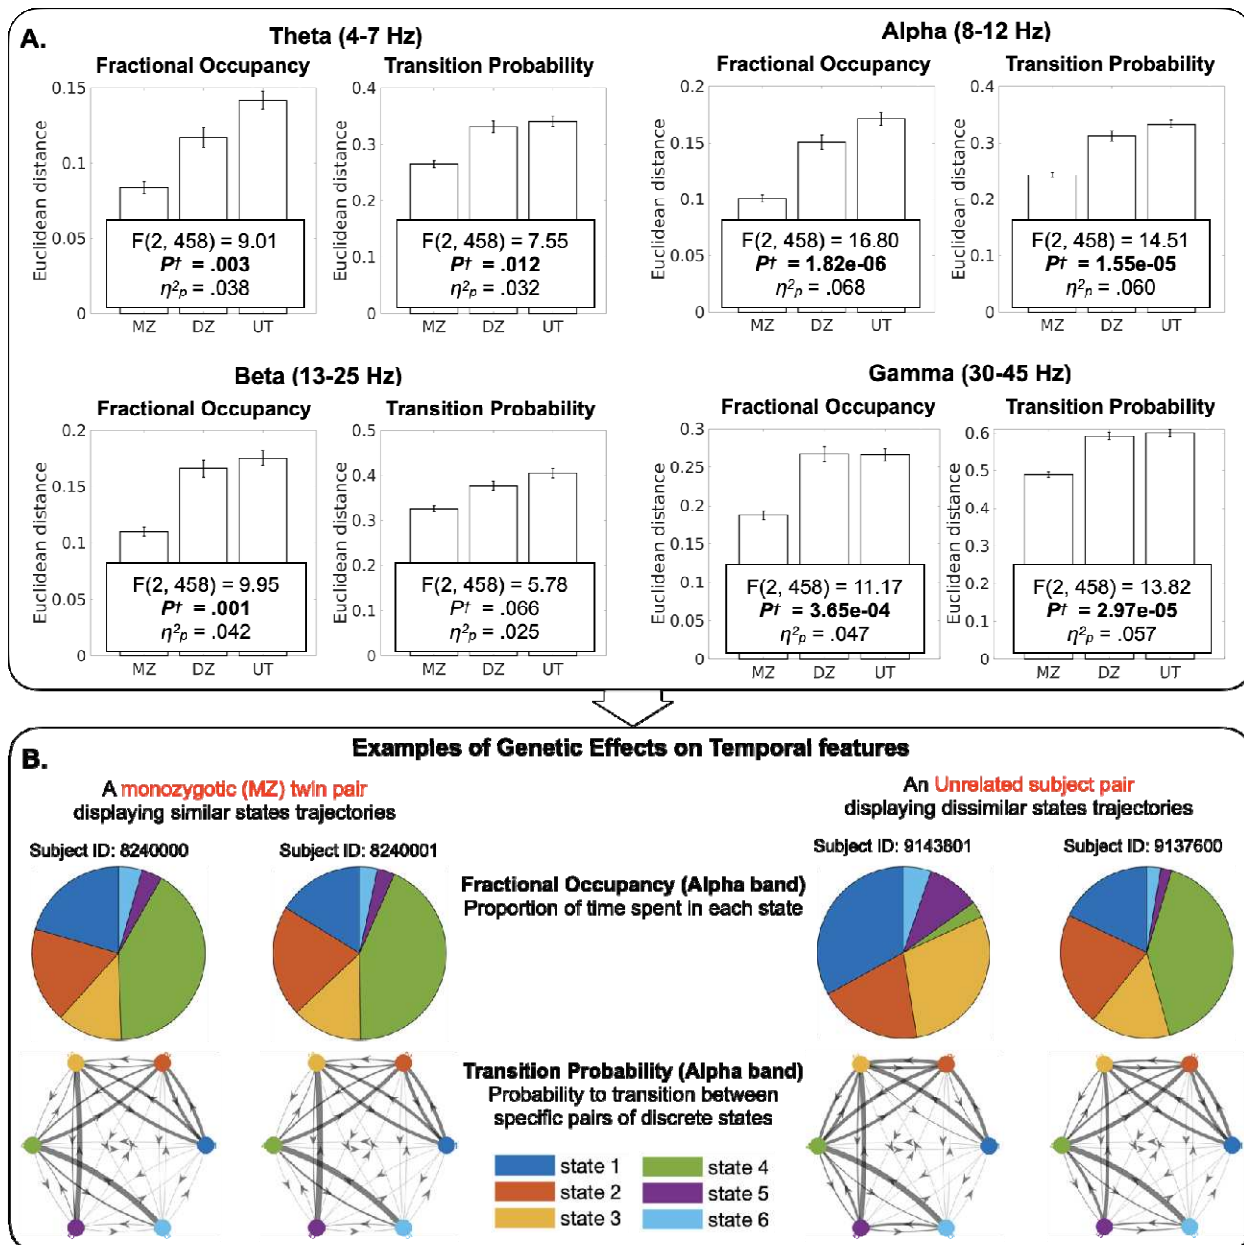 A.
Theta (4-7 Hz)
Fractional Occupancy
Transition Probability
Euclidean distance
0.15
0.1
0.05
0
MZ DZ UT
F(2, 458) = 9.01
P† = .003
η²p = .038
Euclidean distance
0.4
0.3
0.2
0.1
0
MZ DZ UT
F(2, 458) = 7.55
P† = .012
η²p = .032
Alpha (8-12 Hz)
Fractional Occupancy
Transition Probability
Euclidean distance
0.2
0.15
0.1
0.05
0
MZ DZ UT
F(2, 458) = 16.80
P† = 1.82e-06
η²p = .068
Euclidean distance
0.4
0.3
0.2
0.1
0
MZ DZ UT
F(2, 458) = 14.51
P† = 1.55e-05
η²p = .060
Beta (13-25 Hz)
Fractional Occupancy
Transition Probability
Euclidean distance
0.2
0.15
0.1
0.05
0
MZ DZ UT
F(2, 458) = 9.95
P† = .001
η²p = .042
Euclidean distance
0.5
0.4
0.3
0.2
0.1
0
MZ DZ UT
F(2, 458) = 5.78
P† = .066
η²p = .025
Gamma (30-45 Hz)
Fractional Occupancy
Transition Probability
Euclidean distance
0.3
0.25
0.2
0.15
0.1
0.05
0
MZ DZ UT
F(2, 458) = 11.17
P† = 3.65e-04
η²p = .047
Euclidean distance
0.6
0.5
0.4
0.3
0.2
0.1
0
MZ DZ UT
F(2, 458) = 13.82
P† = 2.97e-05
η²p = .057
B.
Examples of Genetic Effects on Temporal features
A monozygotic (MZ) twin pair
displaying similar states trajectories
An Unrelated subject pair
displaying dissimilar states trajectories
Subject ID: 8240000
Subject ID: 8240001
Subject ID: 9143801
Subject ID: 9137600
Fractional Occupancy (Alpha band)
Proportion of time spent in each state
Transition Probability (Alpha band)
Probability to transition between
specific pairs of discrete states
state 1
state 2
state 3
state 4
state 5
state 6